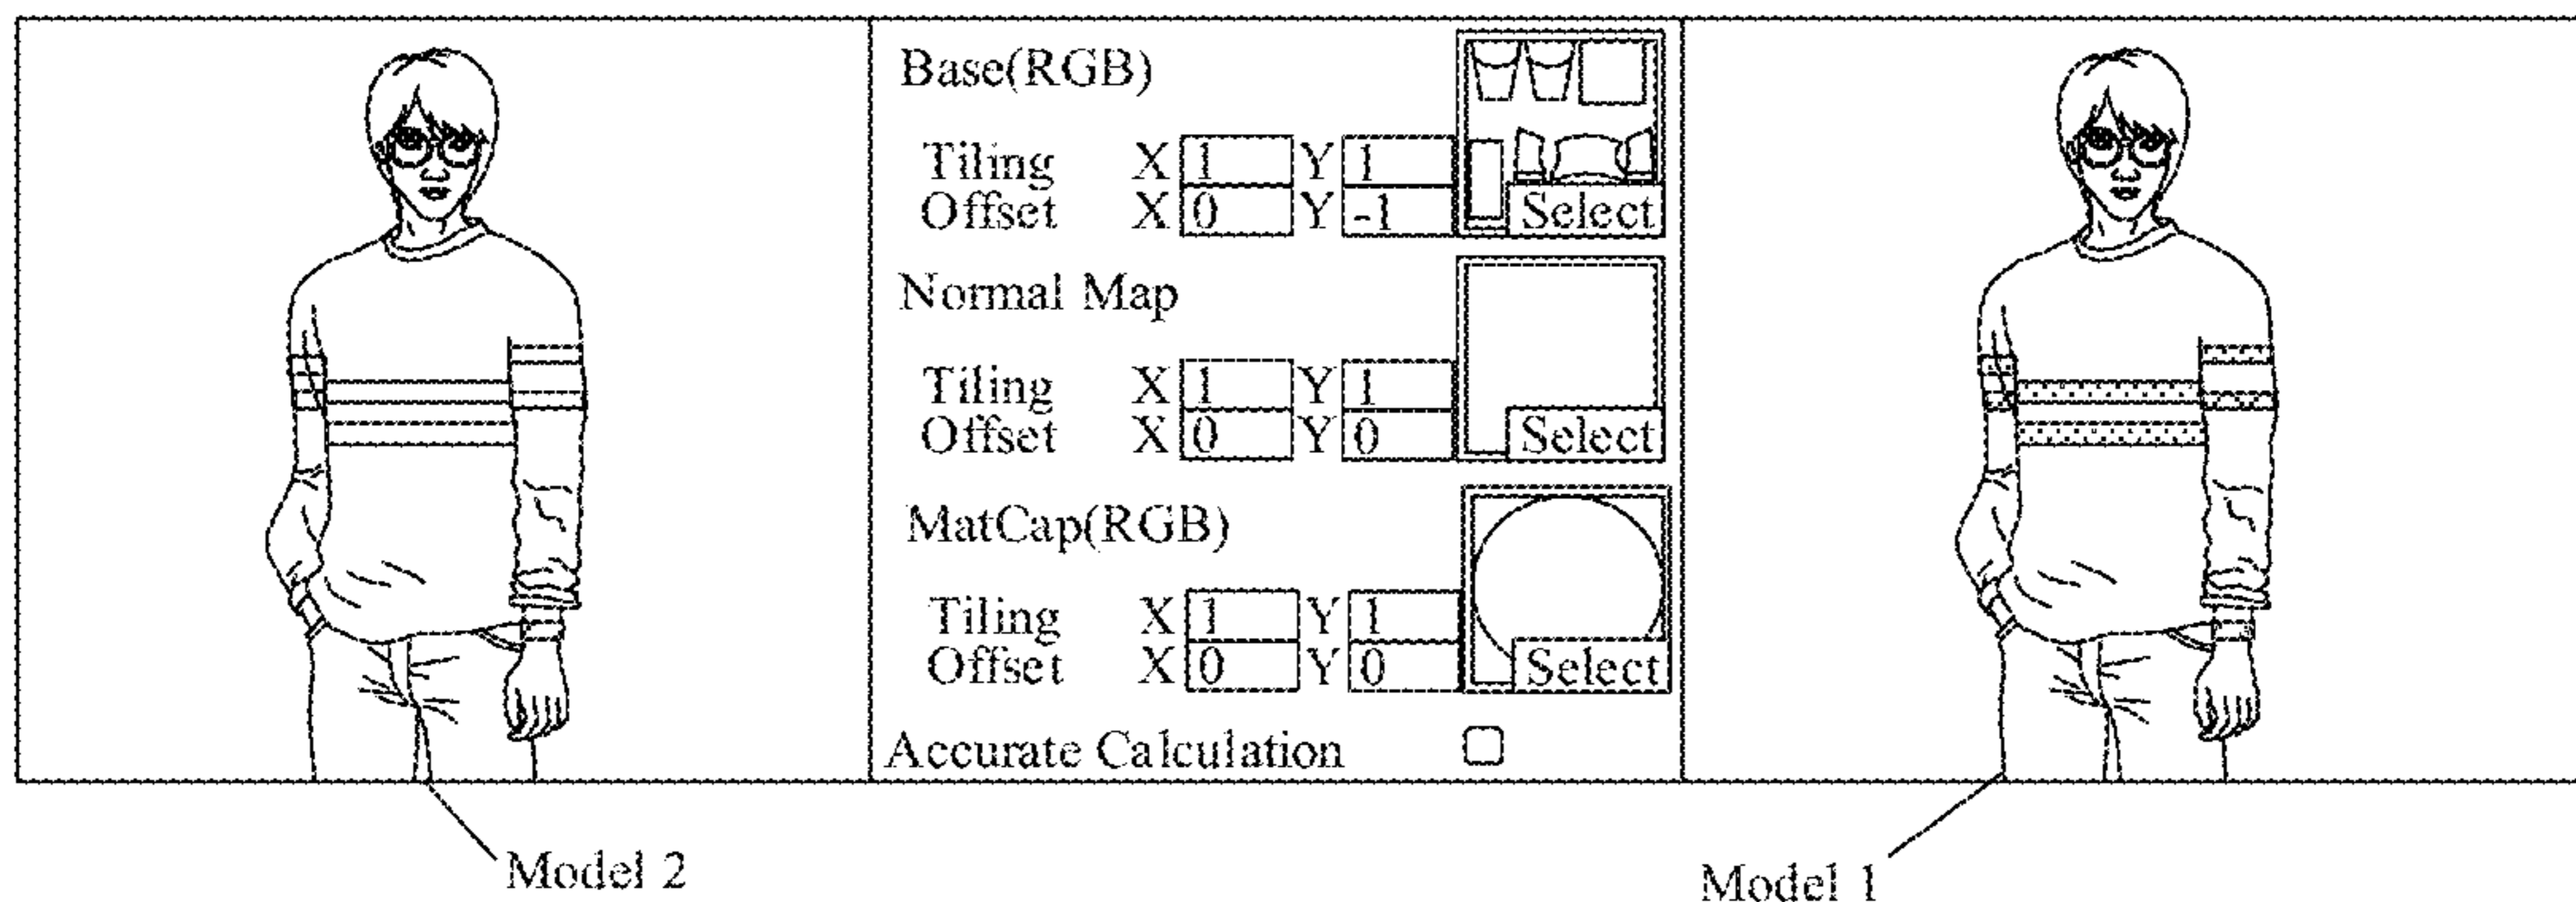 Base(RGB)
Tiling X 1 Y 1
Offset X 0 Y -1 Select
Normal Map
Tiling X 1 Y 1
Offset X 0 Y 0 Select
MatCap(RGB)
Tiling X 1 Y 1
Offset X 0 Y 0 Select
Accurate Calculation
Model 2
Model 1